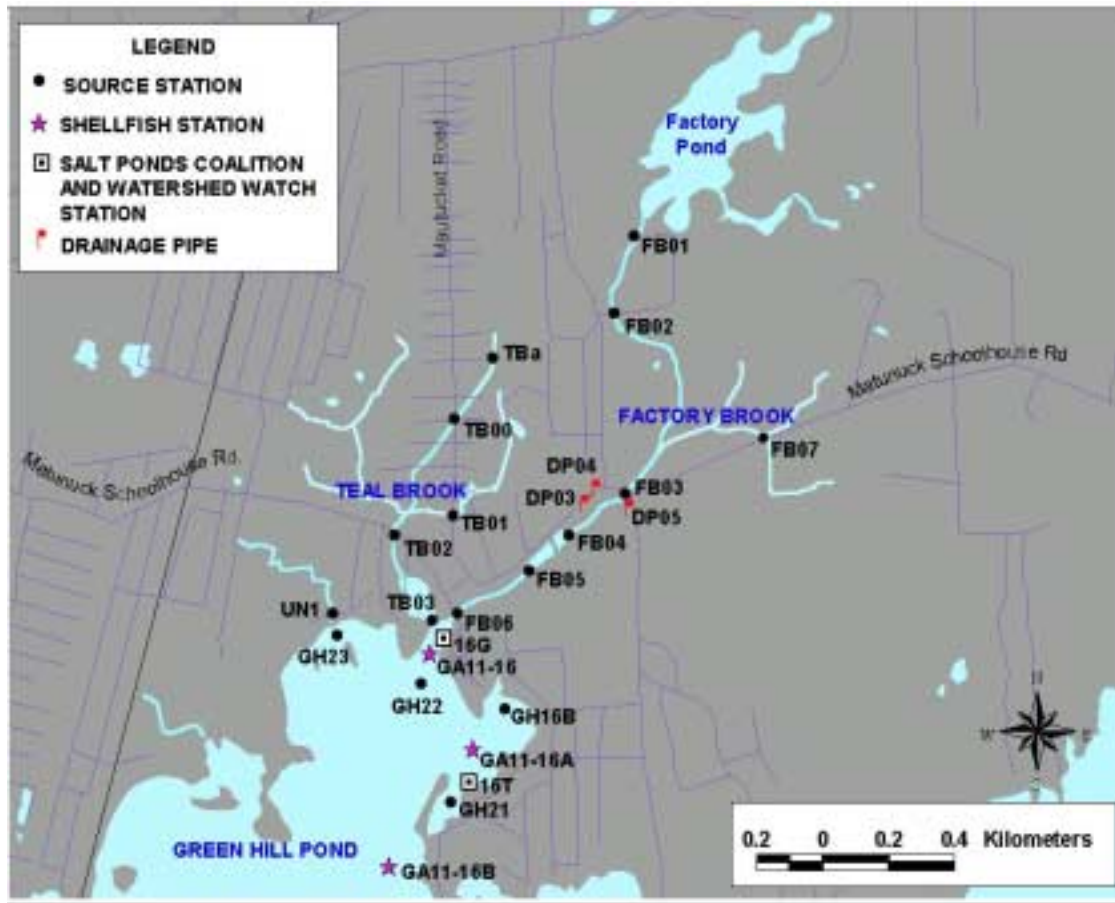 LEGEND
SOURCE STATION
SHELLFISH STATION
SALT PONDS COALITION
AND WATERSHED WATCH
STATION
DRAINAGE PIPE
Factory
Pond
Mautucket Road
FB01
FB02
TBa
Matunuck Schoolhouse Rd
FACTORY BROOK
TB00
FB07
Matunuck Schoolhouse Rd.
DP04
TEAL BROOK
DP03
FB03
DP05
TB01
TB02
FB04
FB05
TB03
UN1
FB06
16G
GH23
GA11-16
GH22
GH16B
GA11-16A
16T
GH21
GREEN HILL POND
GA11-16B
N
W
E
S
0.2 0 0.2 0.4 Kilometers